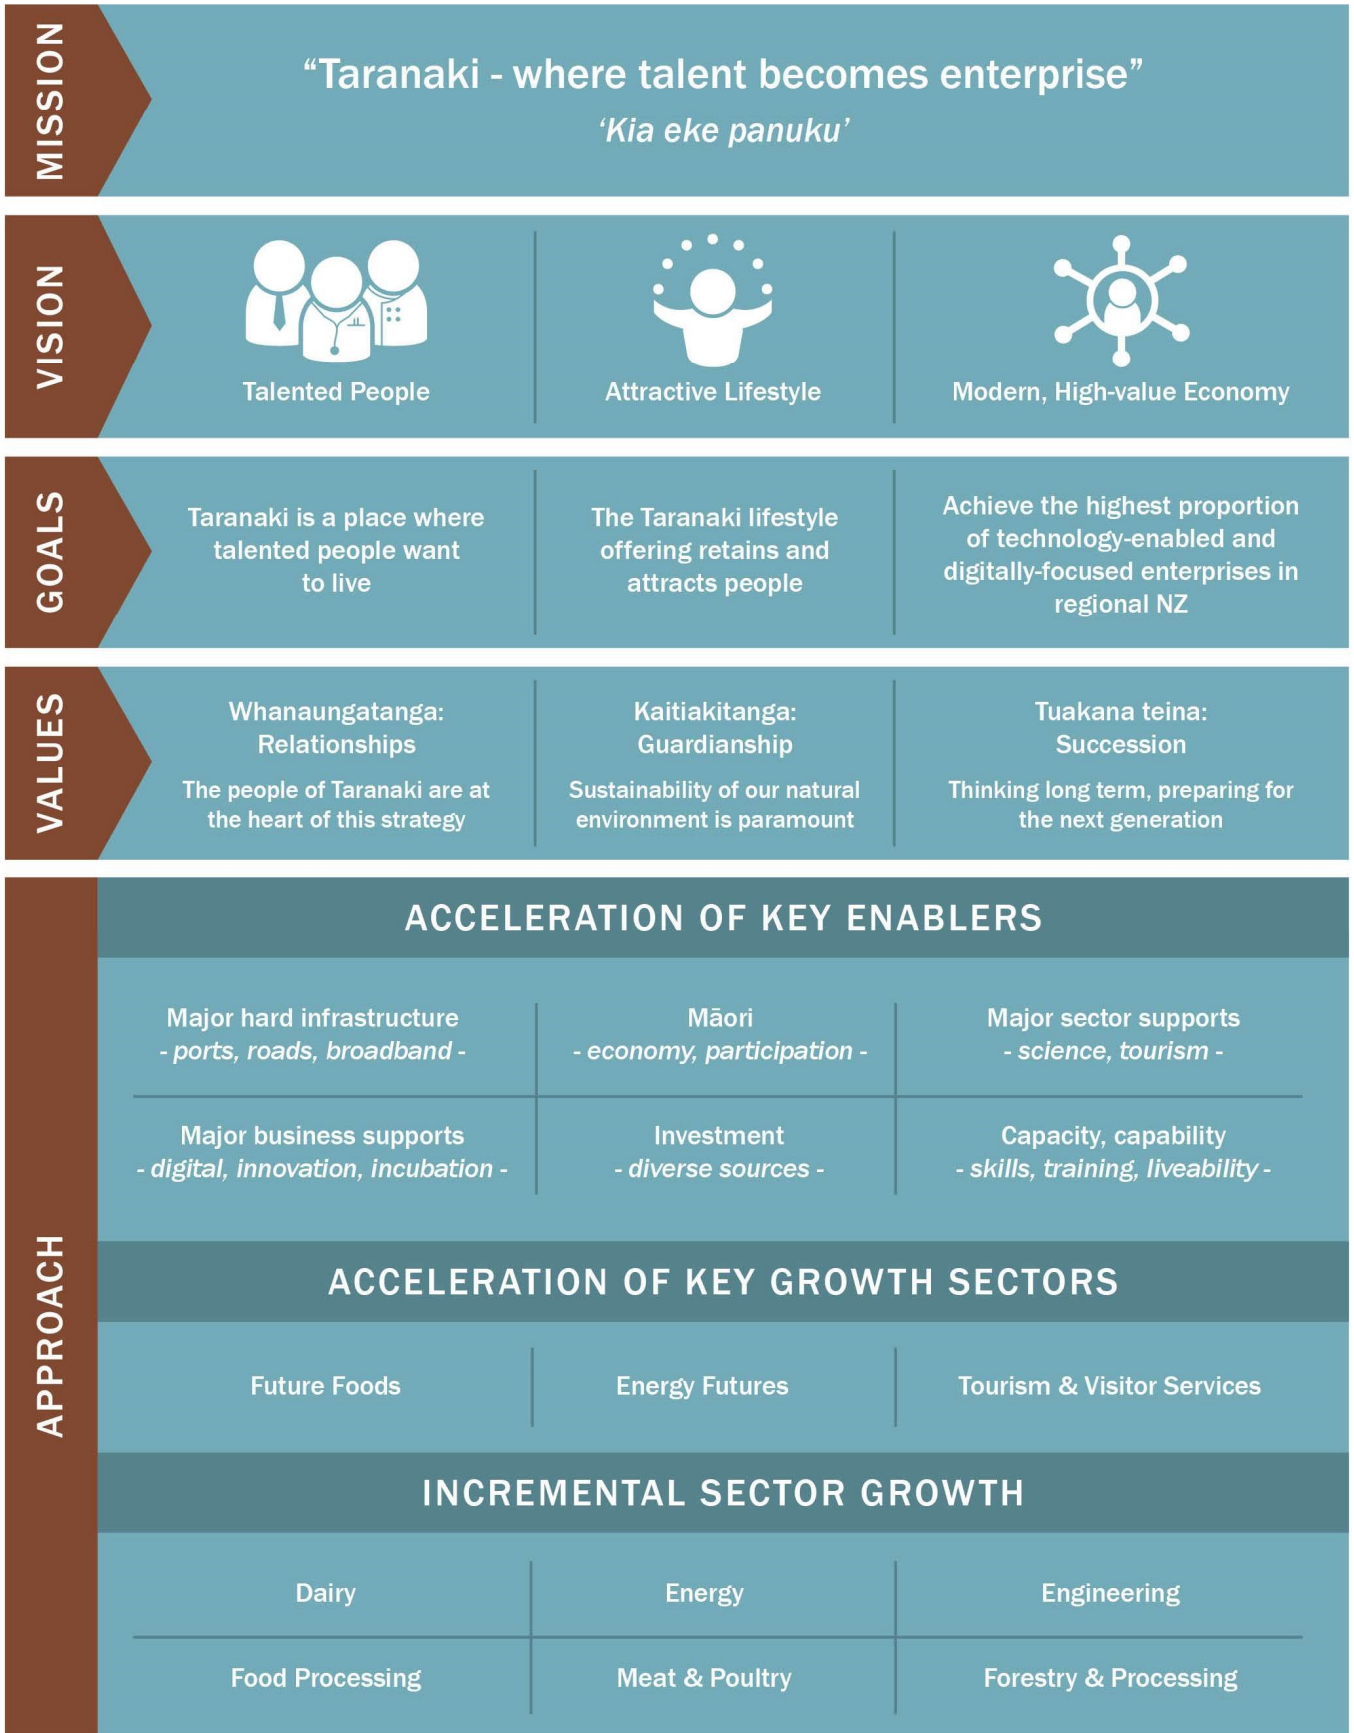 MISSION
“Taranaki - where talent becomes enterprise”
‘Kia eke panuku’
VISION
Talented People
Attractive Lifestyle
Modern, High-value Economy
GOALS
Taranaki is a place where
talented people want
to live
The Taranaki lifestyle
offering retains and
attracts people
Achieve the highest proportion
of technology-enabled and
digitally-focused enterprises in
regional NZ
VALUES
Whanaungatanga:
Relationships
The people of Taranaki are at
the heart of this strategy
Kaitiakitanga:
Guardianship
Sustainability of our natural
environment is paramount
Tuakana teina:
Succession
Thinking long term, preparing for
the next generation
APPROACH
ACCELERATION OF KEY ENABLERS
Major hard infrastructure
- ports, roads, broadband -
Māori
- economy, participation -
Major sector supports
- science, tourism -
Major business supports
- digital, innovation, incubation -
Investment
- diverse sources -
Capacity, capability
- skills, training, liveability -
ACCELERATION OF KEY GROWTH SECTORS
Future Foods
Energy Futures
Tourism & Visitor Services
INCREMENTAL SECTOR GROWTH
Dairy
Energy
Engineering
Food Processing
Meat & Poultry
Forestry & Processing